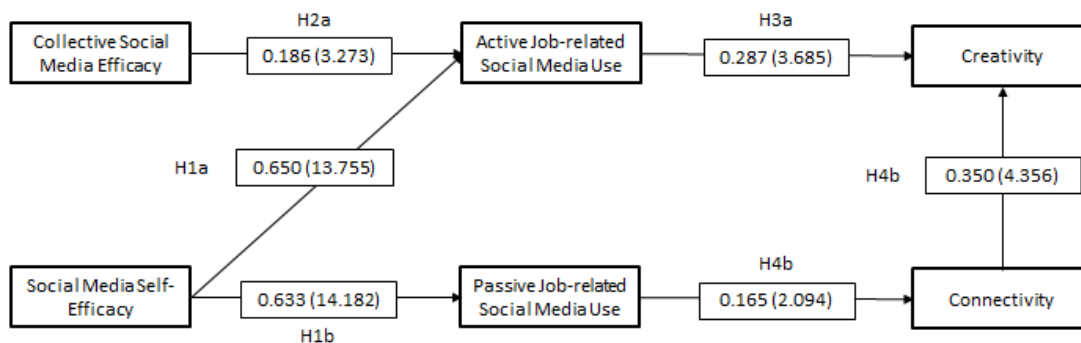 H2a
H3a
Collective Social
Media Efficacy
0.186 (3.273)
Active Job-related
Social Media Use
0.287 (3.685)
Creativity
H1a
0.650 (13.755)
H4b
0.350 (4.356)
Social Media Self-
Efficacy
0.633 (14.182)
H1b
Passive Job-related
Social Media Use
H4b
0.165 (2.094)
Connectivity